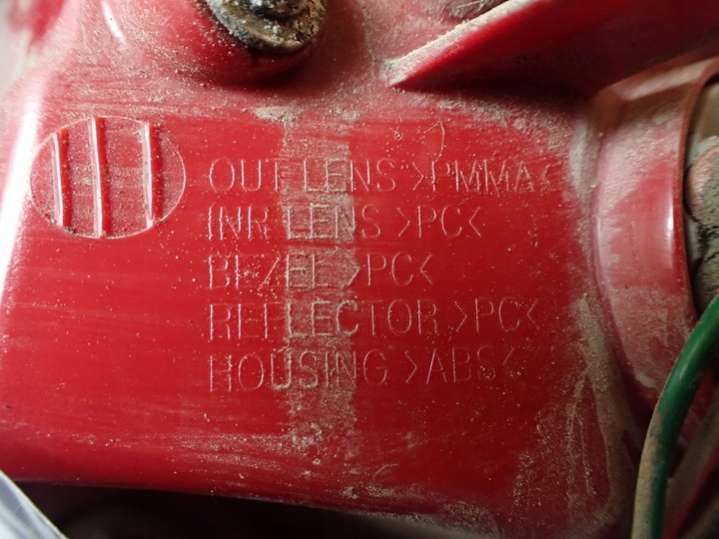 OUT LENS >PMMA<
INR LENS >PC<
BEZEL >PC<
REFLECTOR >PC<
HOUSING >ABS<